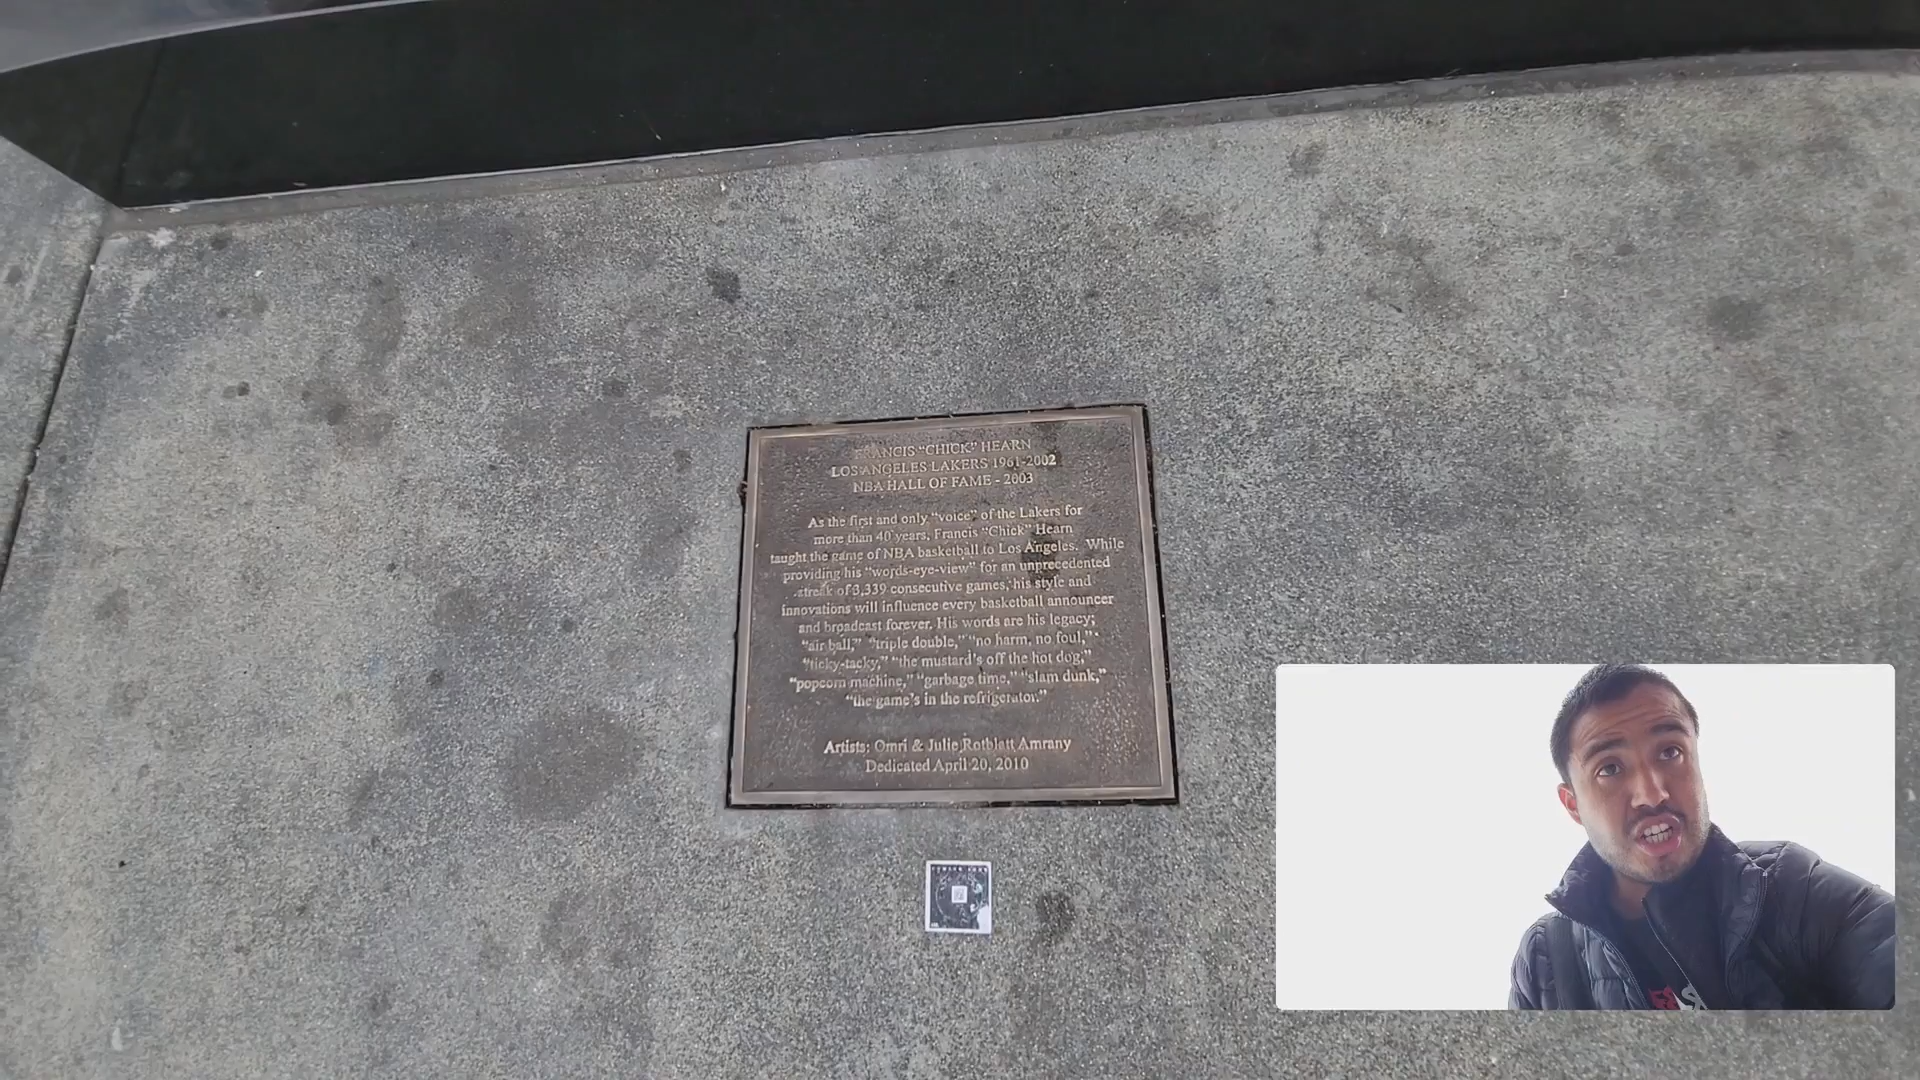 FRANCIS “CHICK” HEARN
LOS ANGELES LAKERS 1961-2002
NBA HALL OF FAME - 2003
As the first and only “voice” of the Lakers for
more than 40 years, Francis “Chick” Hearn
taught the game of NBA basketball to Los Angeles. While
providing his “words-eye-view” for an unprecedented
streak of 3,339 consecutive games, his style and
innovations will influence every basketball announcer
and broadcast forever. His words are his legacy;
“air ball,” “triple double,” “no harm, no foul,”
“ticky-tacky,” “the mustard’s off the hot dog,”
“popcorn machine,” “garbage time,” “slam dunk,”
“the game’s in the refrigerator.”
Artists: Omri & Julie Rotblatt Amrany
Dedicated April 20, 2010